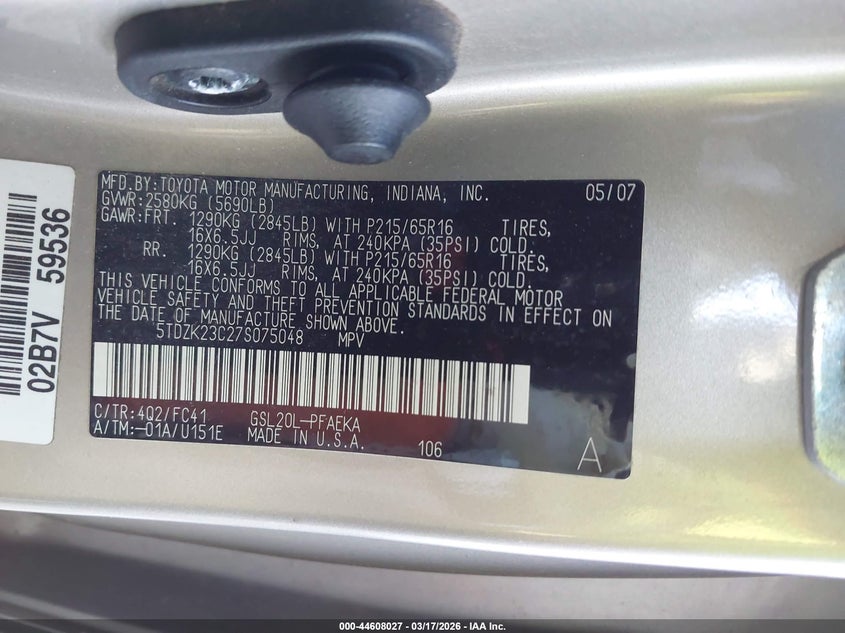 MFD.BY:TOYOTA MOTOR MANUFACTURING, INDIANA, INC. 05/07
GVWR:2580KG (5690LB)
GAWR:FRT. 1290KG (2845LB) WITH P215/65R16 TIRES,
16X6.5JJ RIMS, AT 240KPA (35PSI) COLD.
RR. 1290KG (2845LB) WITH P215/65R16 TIRES,
16X6.5JJ RIMS, AT 240KPA (35PSI) COLD.
THIS VEHICLE CONFORMS TO ALL APPLICABLE FEDERAL MOTOR
VEHICLE SAFETY AND THEFT PREVENTION STANDARDS IN EFFECT ON
THE DATE OF MANUFACTURE SHOWN ABOVE.
5TDZK23C27S075048 MPV
C/TR:4Q2/FC41 GSL20L-PFAEKA
A/TM:-01A/U151E MADE IN U.S.A. 106
A
02B7V 59536
000-44608027 - 03/17/2026 - IAA Inc.